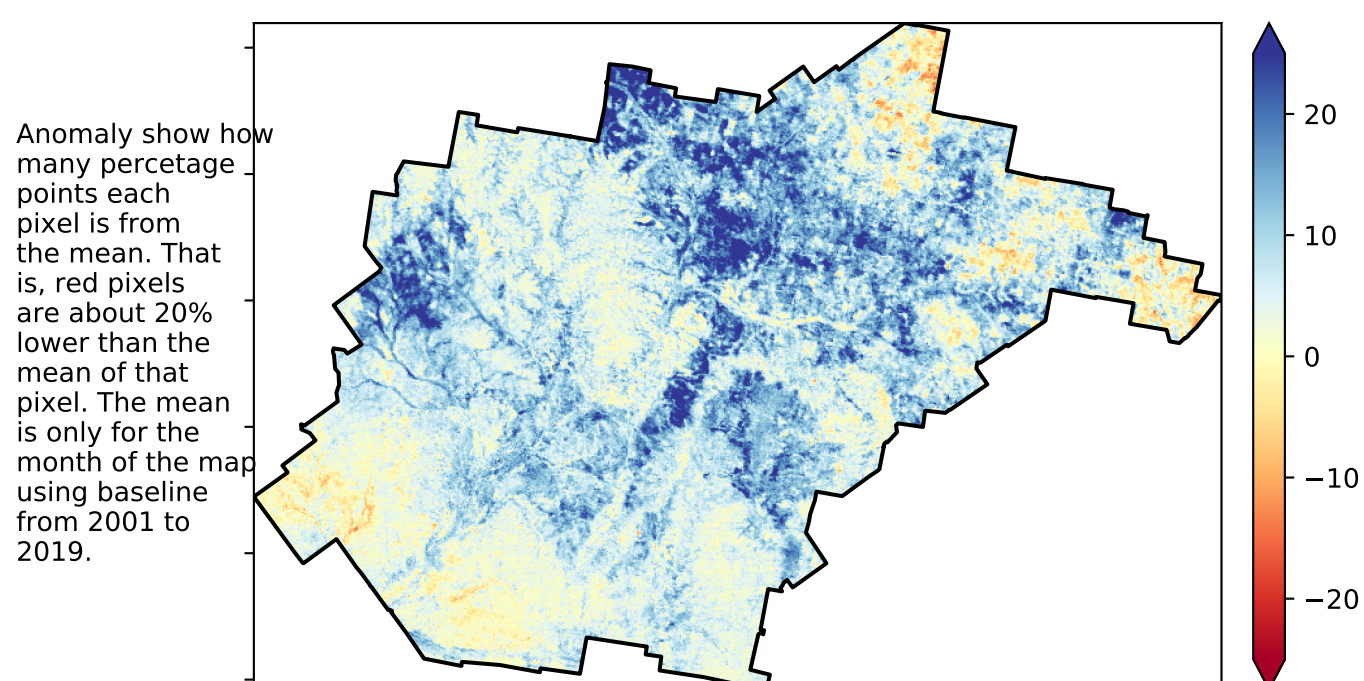 Anomaly show how
many percetage
points each
pixel is from
the mean. That
is, red pixels
are about 20%
lower than the
mean of that
pixel. The mean
is only for the
month of the map
using baseline
from 2001 to
2019.
20
10
0
−10
−20